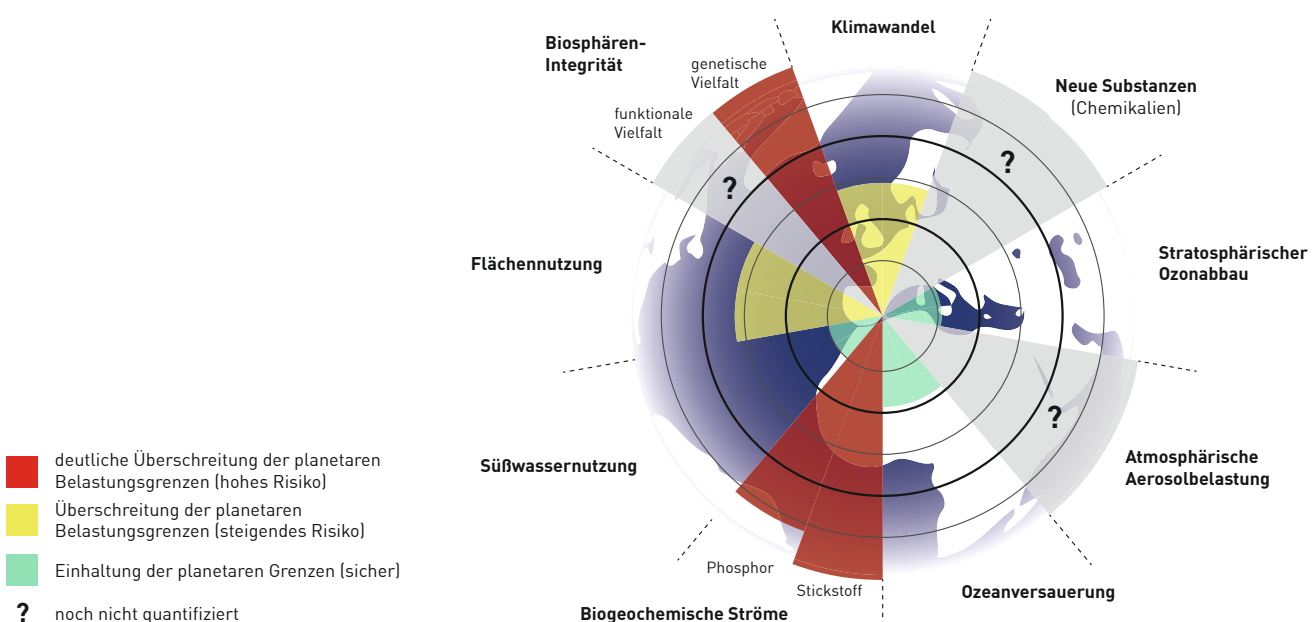 Klimawandel
Biosphären-
Integrität
genetische
Vielfalt
funktionale
Vielfalt
Neue Substanzen
(Chemikalien)
?
?
Flächennutzung
Stratosphärischer
Ozonabbau
?
Süßwassernutzung
Atmosphärische
Aerosolbelastung
Phosphor
Stickstoff
Ozeanversauerung
Biogeochemische Ströme
deutliche Überschreitung der planetaren
Belastungsgrenzen (hohes Risiko)
Überschreitung der planetaren
Belastungsgrenzen (steigendes Risiko)
Einhaltung der planetaren Grenzen (sicher)
? noch nicht quantifiziert